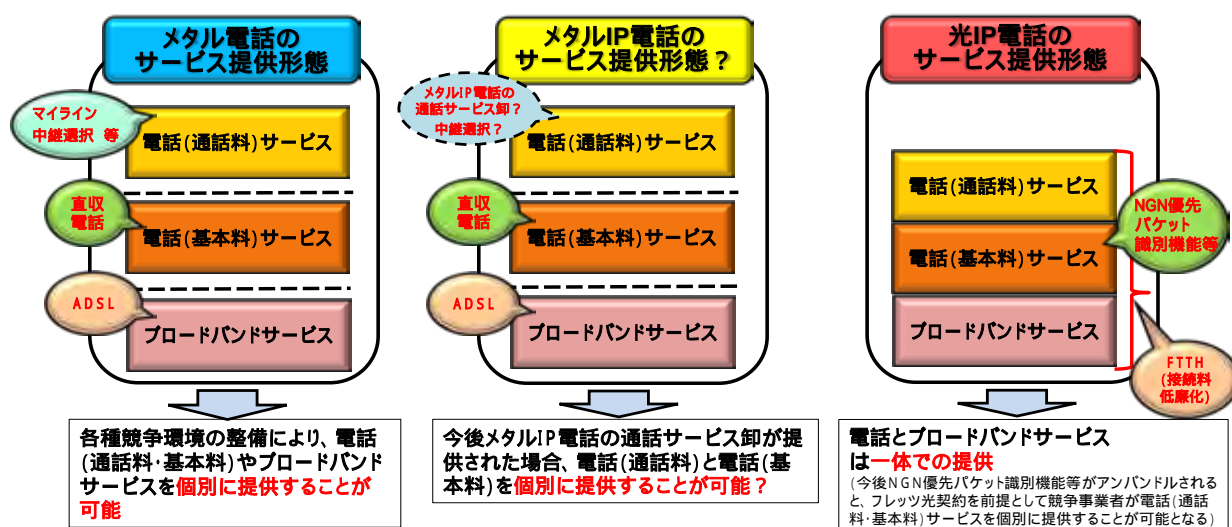 メタル電話の
サービス提供形態
マイライン
中継選択 等
電話(通話料)サービス
直収
電話
電話(基本料)サービス
ADSL
ブロードバンドサービス
各種競争環境の整備により、電話
(通話料・基本料)やブロードバンド
サービスを個別に提供することが
可能
メタルIP電話の
サービス提供形態？
メタルIP電話の
通話サービス卸？
中継選択？
電話(通話料)サービス
直収
電話
電話(基本料)サービス
ADSL
ブロードバンドサービス
今後メタルIP電話の通話サービス卸が提
供された場合、電話(通話料)と電話(基
本料)を個別に提供することが可能？
光IP電話の
サービス提供形態
電話(通話料)サービス
電話(基本料)サービス
ブロードバンドサービス
NGN優先
パケット
識別機能等
FTTH
(接続料
低廉化)
電話とブロードバンドサービス
は一体での提供
(今後NGN優先パケット識別機能等がアンバンドルされる
と、フレッツ光契約を前提として競争事業者が電話(通話
料・基本料)サービスを個別に提供することが可能となる)